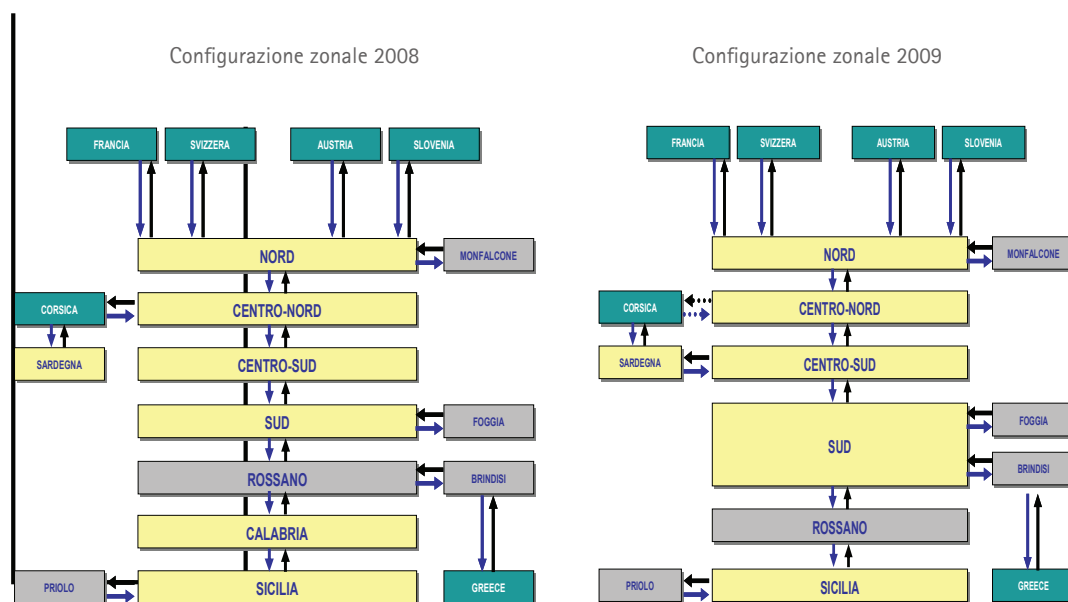 Configurazione zonale 2008
FRANCIA
SVIZZERA
AUSTRIA
SLOVENIA
NORD
MONFALCONE
CORSICA
CENTRO-NORD
SARDEGNA
CENTRO-SUD
SUD
FOGGIA
ROSSANO
BRINDISI
CALABRIA
PRIOLO
SICILIA
GREECE
Configurazione zonale 2009
FRANCIA
SVIZZERA
AUSTRIA
SLOVENIA
NORD
MONFALCONE
CORSICA
CENTRO-NORD
SARDEGNA
CENTRO-SUD
SUD
FOGGIA
BRINDISI
ROSSANO
PRIOLO
SICILIA
GREECE